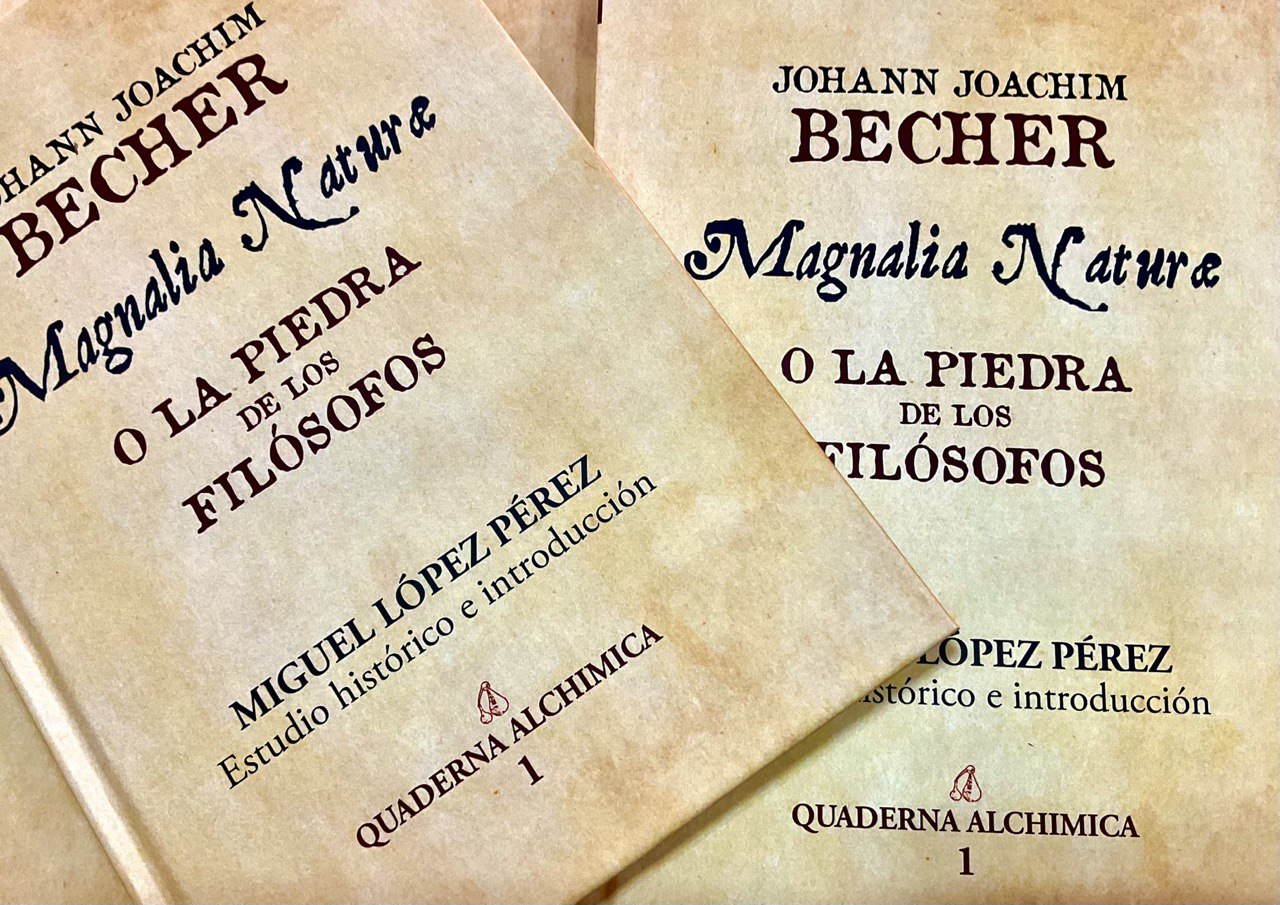 JOHANN JOACHIM
BECHER
Magnalia Naturæ
O LA PIEDRA
DE LOS
FILÓSOFOS
MIGUEL LÓPEZ PÉREZ
Estudio histórico e introducción
QUADERNA ALCHIMICA
1
JOHANN JOACHIM
BECHER
Magnalia Naturæ
O LA PIEDRA
DE LOS
FILÓSOFOS
LÓPEZ PÉREZ
histórico e introducción
QUADERNA ALCHIMICA
1